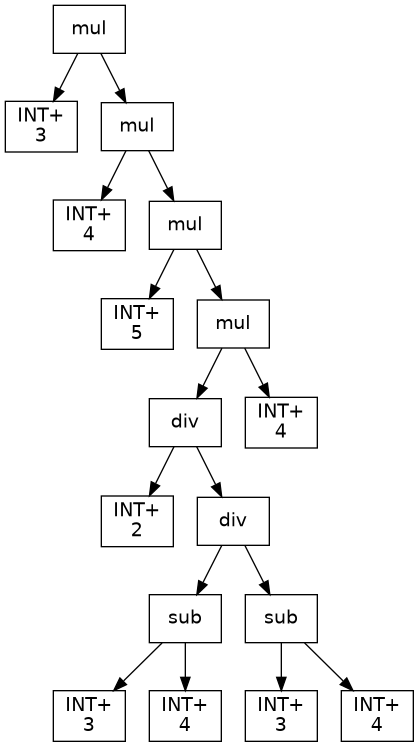 mul
INT+
3
mul
INT+
4
mul
INT+
5
mul
div
INT+
4
INT+
2
div
sub
sub
INT+
3
INT+
4
INT+
3
INT+
4